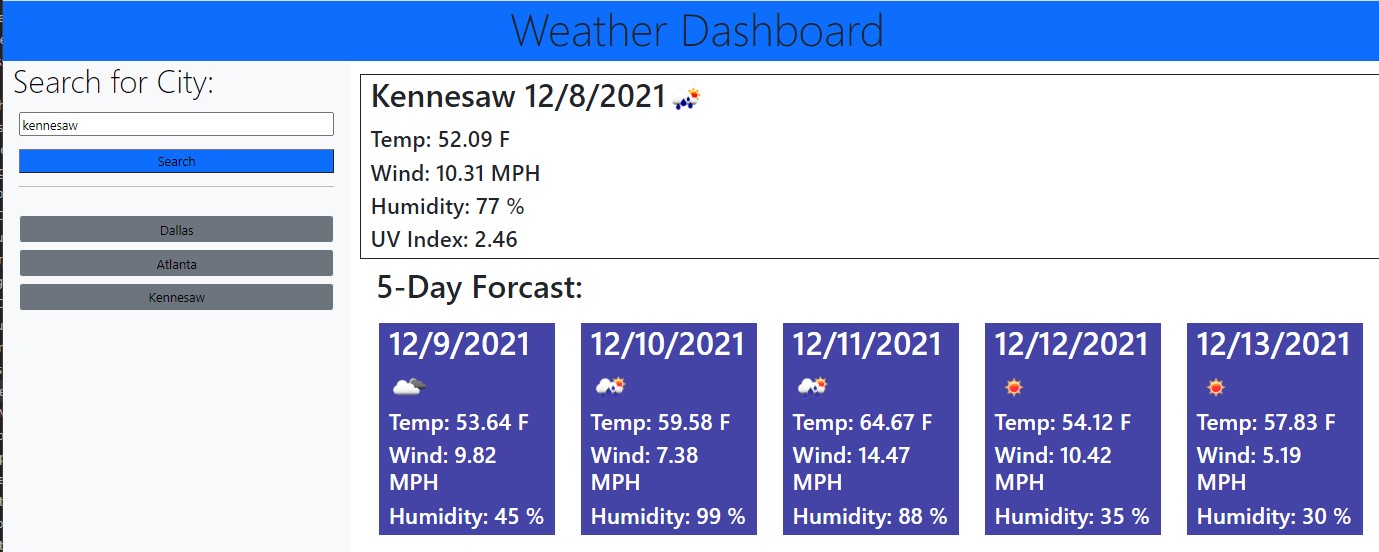 Weather Dashboard
Search for City:
kennesaw
Search
Dallas
Atlanta
Kennesaw
Kennesaw 12/8/2021
Temp: 52.09 F
Wind: 10.31 MPH
Humidity: 77 %
UV Index: 2.46
5-Day Forcast:
12/9/2021
Temp: 53.64 F
Wind: 9.82
MPH
Humidity: 45 %
12/10/2021
Temp: 59.58 F
Wind: 7.38
MPH
Humidity: 99 %
12/11/2021
Temp: 64.67 F
Wind: 14.47
MPH
Humidity: 88 %
12/12/2021
Temp: 54.12 F
Wind: 10.42
MPH
Humidity: 35 %
12/13/2021
Temp: 57.83 F
Wind: 5.19
MPH
Humidity: 30 %